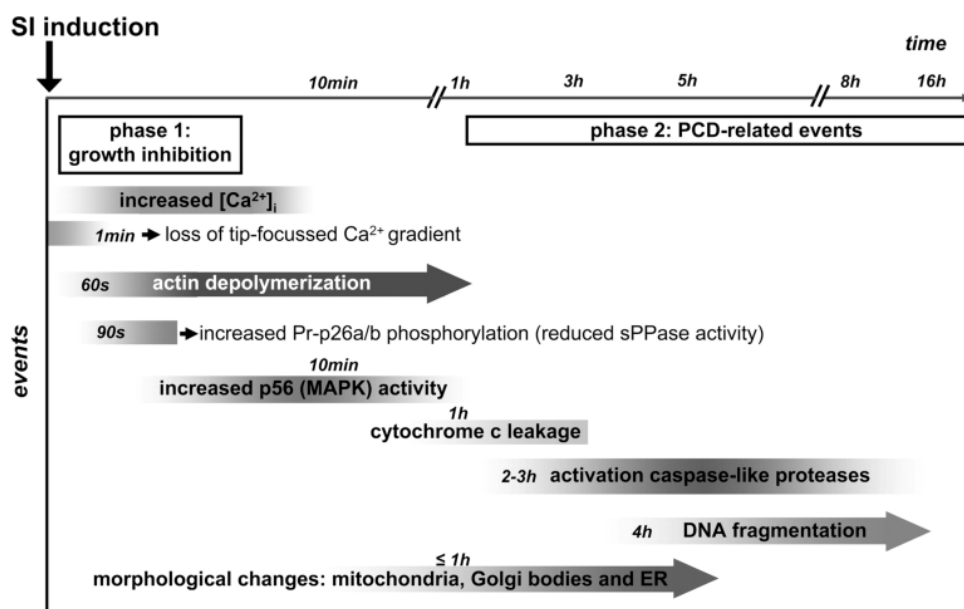 SI induction
time
10min 1h 3h 5h 8h 16h
phase 1:
growth inhibition
phase 2: PCD-related events
increased [Ca²⁺]ᵢ
1min loss of tip-focussed Ca²⁺ gradient
60s actin depolymerization
90s increased Pr-p26a/b phosphorylation (reduced sPPase activity)
10min
increased p56 (MAPK) activity
1h
cytochrome c leakage
2-3h activation caspase-like proteases
4h DNA fragmentation
≤ 1h
morphological changes: mitochondria, Golgi bodies and ER
events